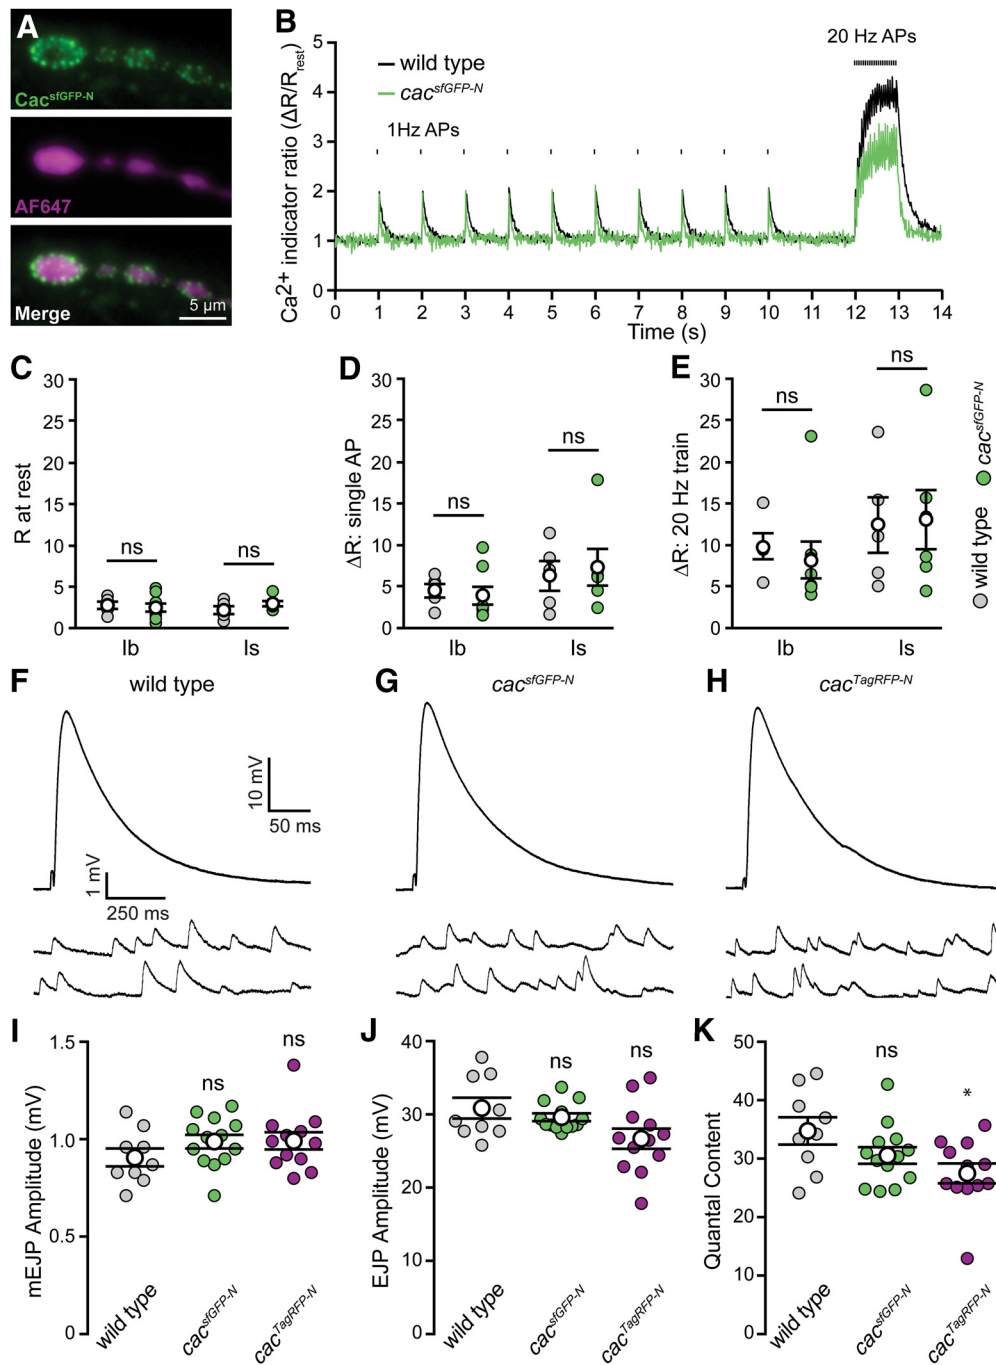 A
Cac^sfGFP-N
AF647
Merge
5 µm
B
Ca2+ indicator ratio (ΔR/R_rest)
5
4
3
2
1
0
wild type
cac^sfGFP-N
1Hz APs
20 Hz APs
0 1 2 3 4 5 6 7 8 9 10 11 12 13 14
Time (s)
C
R at rest
30
25
20
15
10
5
0
ns
ns
Ib Is
D
ΔR: single AP
30
25
20
15
10
5
0
ns
ns
Ib Is
E
ΔR: 20 Hz train
30
25
20
15
10
5
0
ns
ns
Ib Is
wild type cac^sfGFP-N
F
wild type
10 mV
50 ms
1 mV
250 ms
G
cac^sfGFP-N
H
cac^TagRFP-N
I
mEJP Amplitude (mV)
1.5
1.0
0.5
0
ns
ns
wild type
cac^sfGFP-N
cac^TagRFP-N
J
EJP Amplitude (mV)
40
30
20
10
0
ns
ns
wild type
cac^sfGFP-N
cac^TagRFP-N
K
Quantal Content
50
40
30
20
10
0
ns
*
wild type
cac^sfGFP-N
cac^TagRFP-N